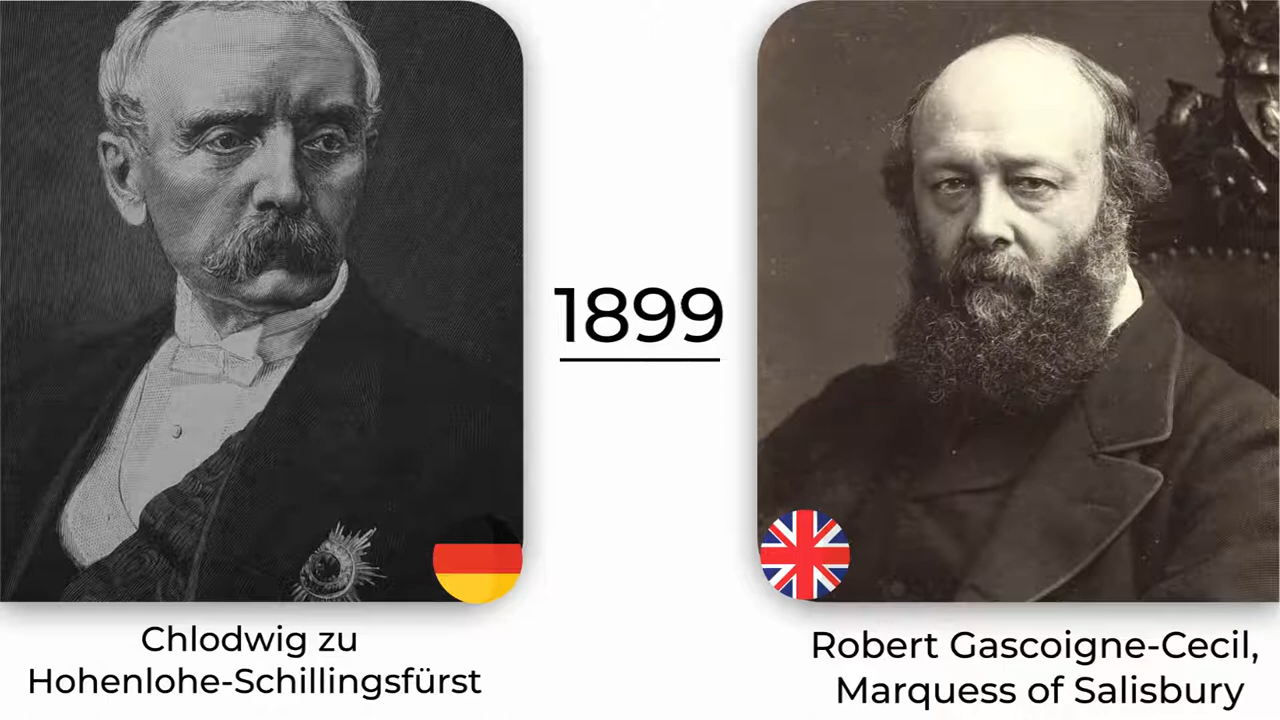 1899
Chlodwig zu
Hohenlohe-Schillingsfürst
Robert Gascoigne-Cecil,
Marquess of Salisbury